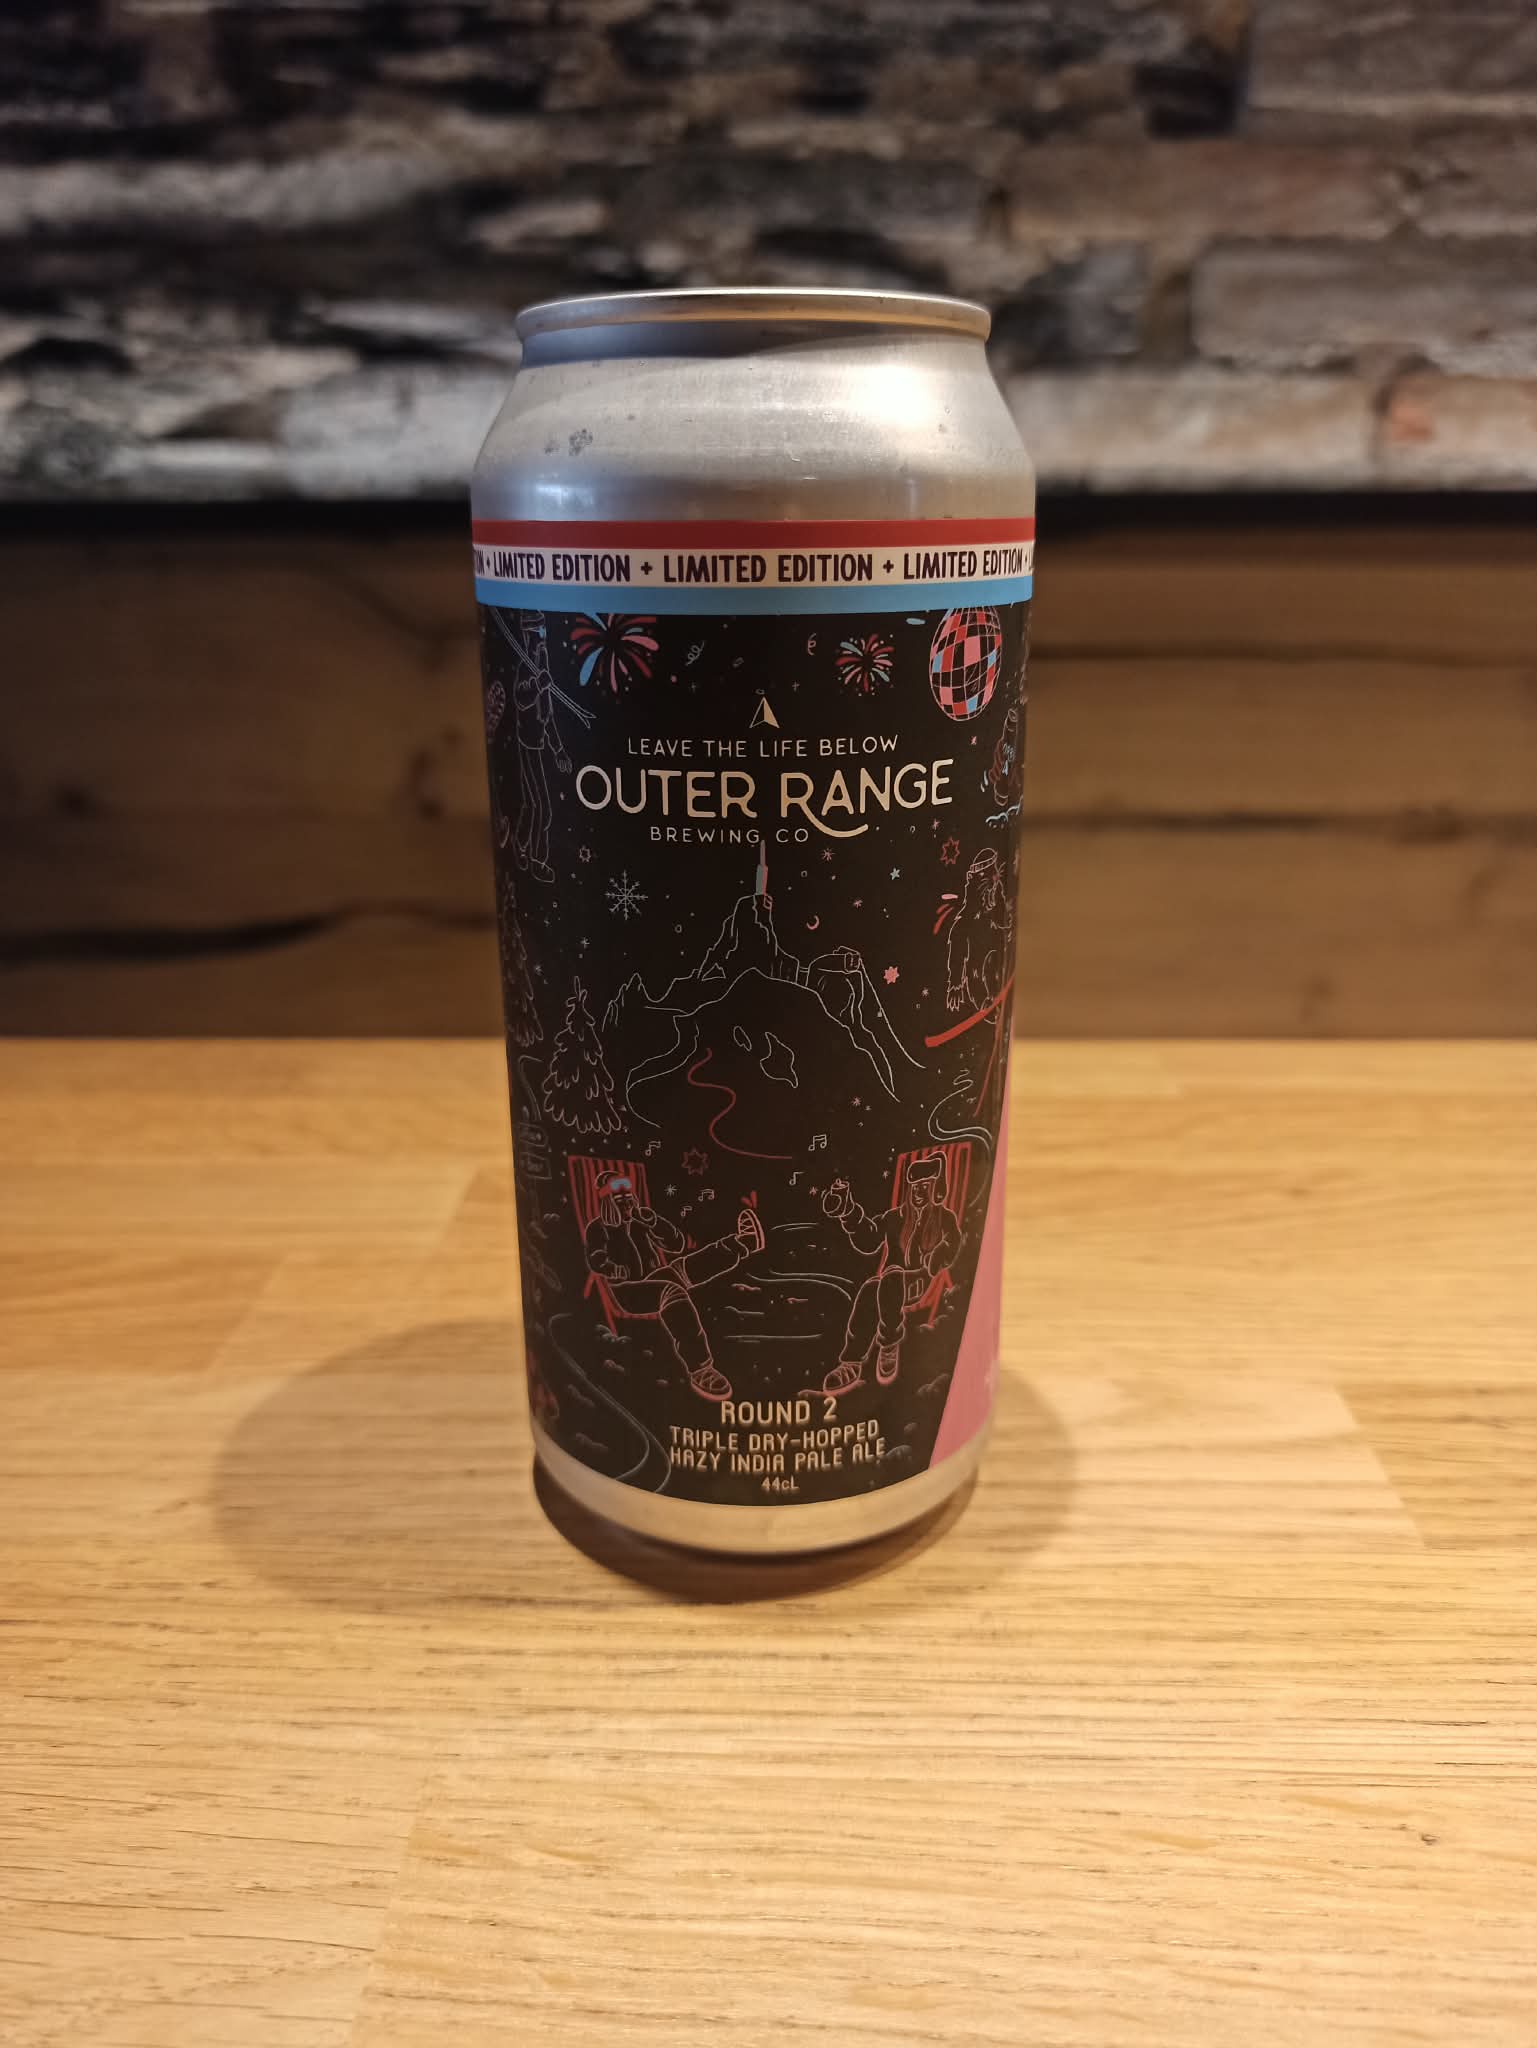 LIMITED EDITION + LIMITED EDITION + LIMITED EDITION
LEAVE THE LIFE BELOW
OUTER RANGE
BREWING CO
ROUND 2
TRIPLE DRY-HOPPED
HAZY INDIA PALE ALE
44cL